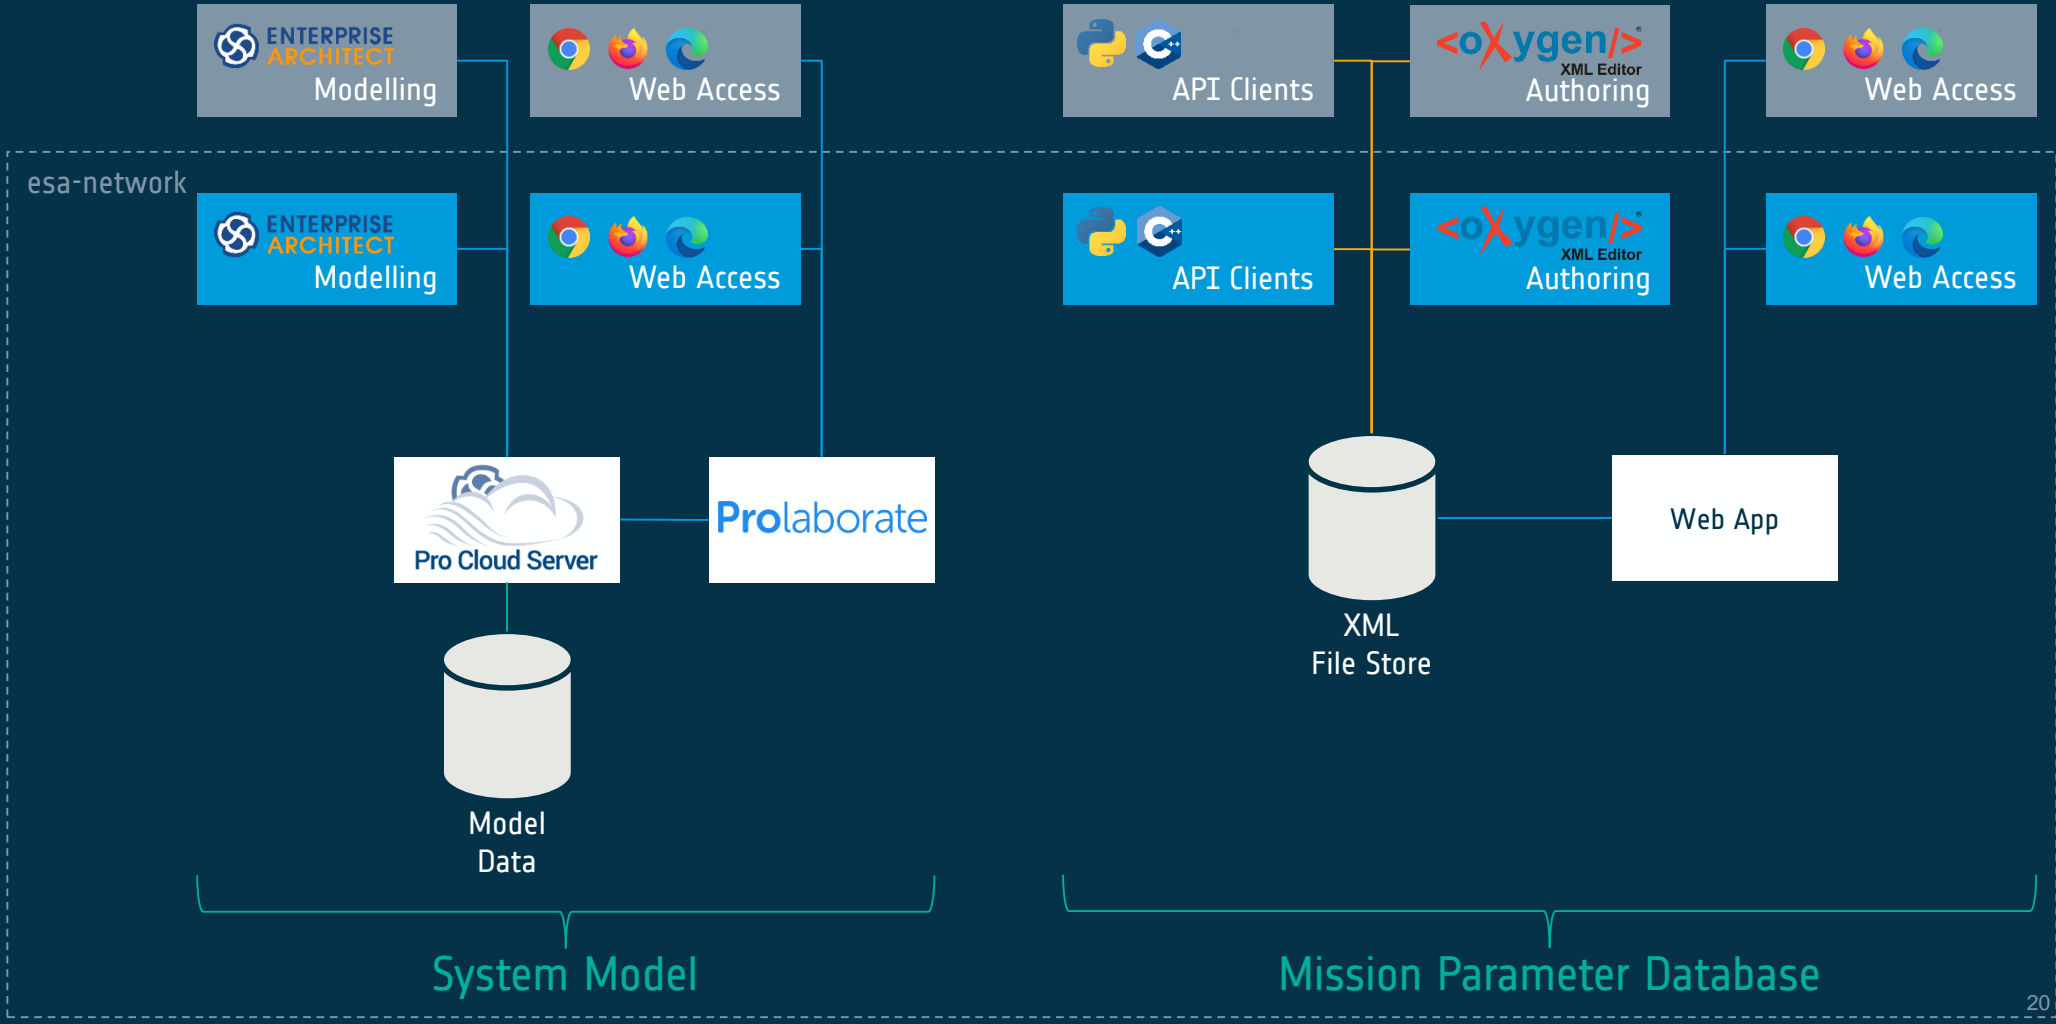 ENTERPRISE
ARCHITECT
Modelling
Web Access
C++
API Clients
<oXygen/>
XML Editor
Authoring
Web Access
esa-network
ENTERPRISE
ARCHITECT
Modelling
Web Access
C++
API Clients
<oXygen/>
XML Editor
Authoring
Web Access
Pro Cloud Server
Prolaborate
Web App
XML
File Store
Model
Data
System Model
Mission Parameter Database
20